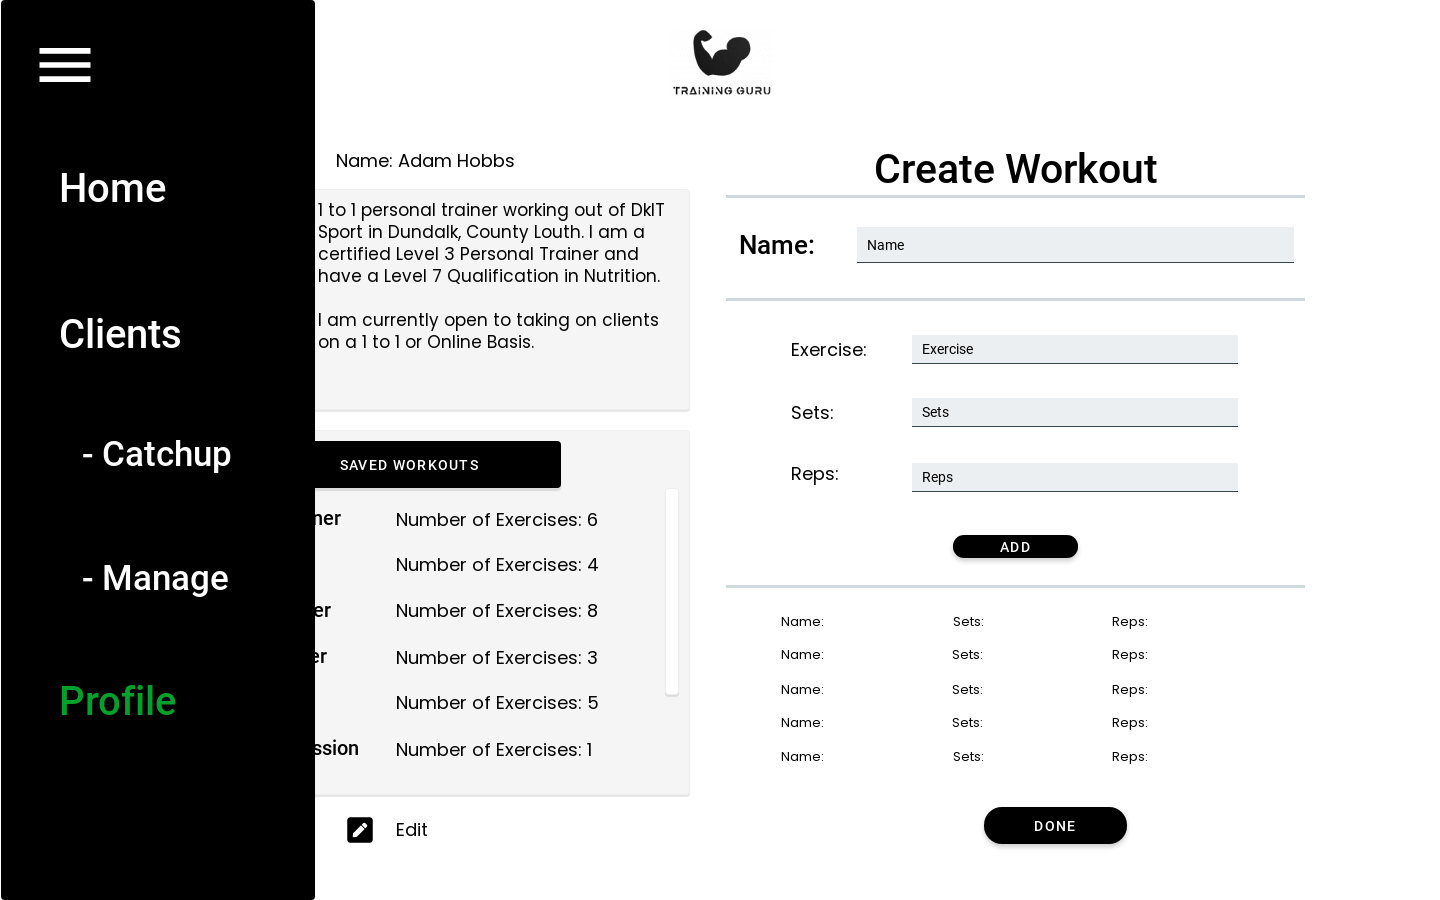 TRAINING GURU
Home
Clients
- Catchup
- Manage
Profile
Name: Adam Hobbs
1 to 1 personal trainer working out of DkIT
Sport in Dundalk, County Louth. I am a
certified Level 3 Personal Trainer and
have a Level 7 Qualification in Nutrition.
I am currently open to taking on clients
on a 1 to 1 or Online Basis.
SAVED WORKOUTS
Number of Exercises: 6
Number of Exercises: 4
Number of Exercises: 8
Number of Exercises: 3
Number of Exercises: 5
Number of Exercises: 1
Edit
Create Workout
Name: Name
Exercise: Exercise
Sets: Sets
Reps: Reps
ADD
Name: Sets: Reps:
Name: Sets: Reps:
Name: Sets: Reps:
Name: Sets: Reps:
Name: Sets: Reps:
DONE